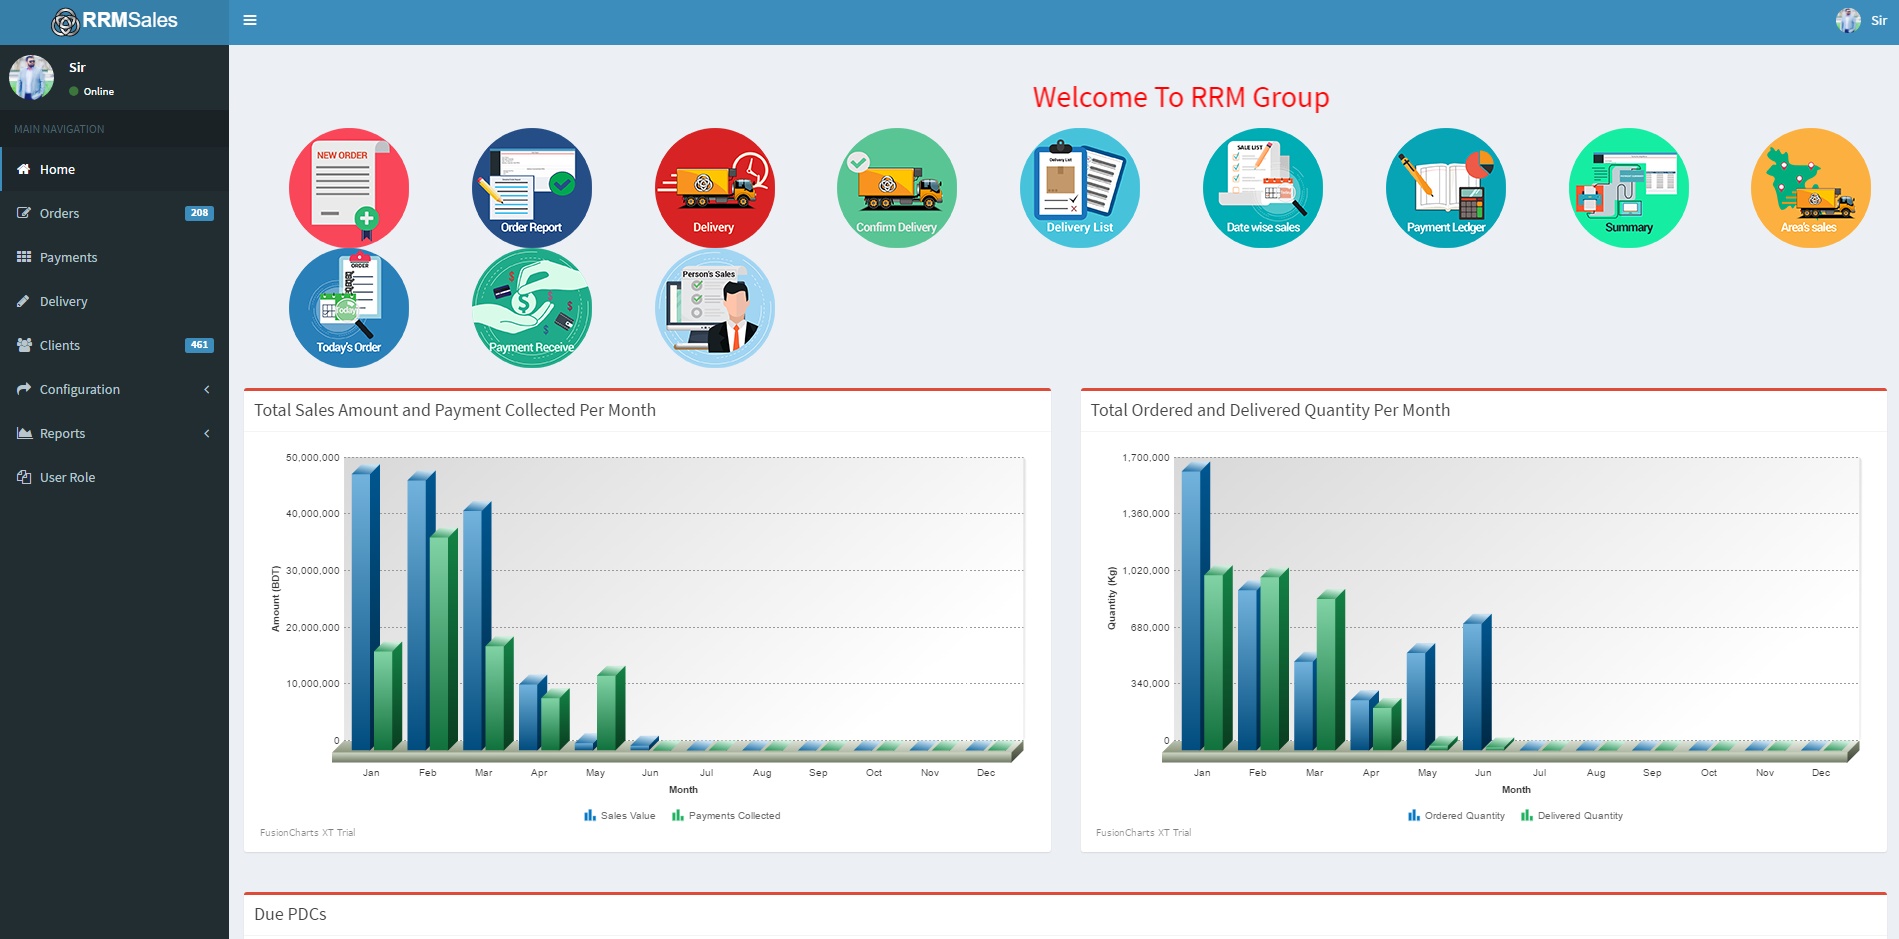 RRMSales
Sir
Sir
Online
MAIN NAVIGATION
Home
Orders 208
Payments
Delivery
Clients 461
Configuration
Reports
User Role
Welcome To RRM Group
NEW ORDER
Order Report
Delivery
Confirm Delivery
Delivery List
Delivery List
SALE LIST
Date wise sales
Payment Ledger
Summary
Area's sales
ORDER
Today
Today's Order
Payment Receive
Person's Sales
Total Sales Amount and Payment Collected Per Month
Amount (BDT)
50,000,000
40,000,000
30,000,000
20,000,000
10,000,000
0
Jan Feb Mar Apr May Jun Jul Aug Sep Oct Nov Dec
Month
Sales Value Payments Collected
FusionCharts XT Trial
Total Ordered and Delivered Quantity Per Month
Quantity (Kg)
1,700,000
1,360,000
1,020,000
680,000
340,000
0
Jan Feb Mar Apr May Jun Jul Aug Sep Oct Nov Dec
Month
Ordered Quantity Delivered Quantity
FusionCharts XT Trial
Due PDCs